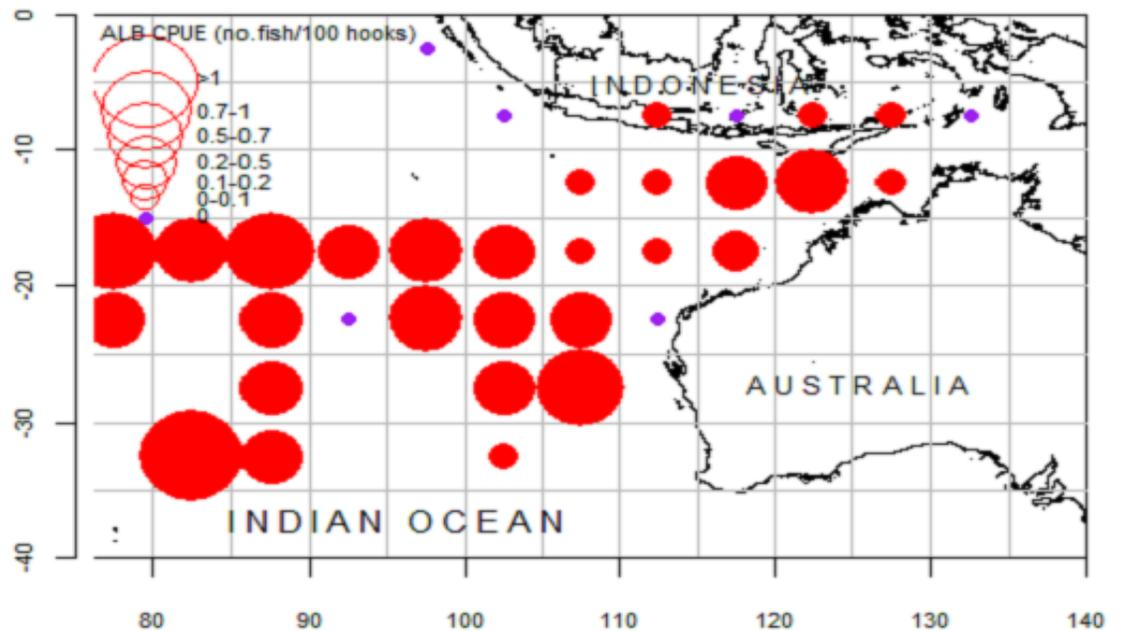 ALB CPUE (no.fish/100 hooks)
>1
0.7-1
0.5-0.7
0.2-0.5
0.1-0.2
0-0.1
0
INDONESIA
AUSTRALIA
INDIAN OCEAN
0
-10
-20
-30
-40
80 90 100 110 120 130 140